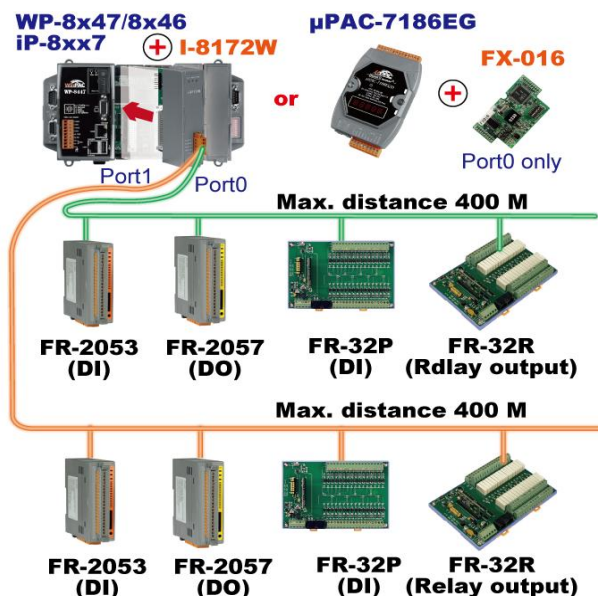 WP-8x47/8x46
iP-8xx7
I-8172W
µPAC-7186EG
FX-016
WP-8447
or
Port0 only
Port1
Port0
Max. distance 400 M
FR-2053
(DI)
FR-2057
(DO)
FR-32P
(DI)
FR-32R
(Rdlay output)
Max. distance 400 M
FR-2053
(DI)
FR-2057
(DO)
FR-32P
(DI)
FR-32R
(Relay output)